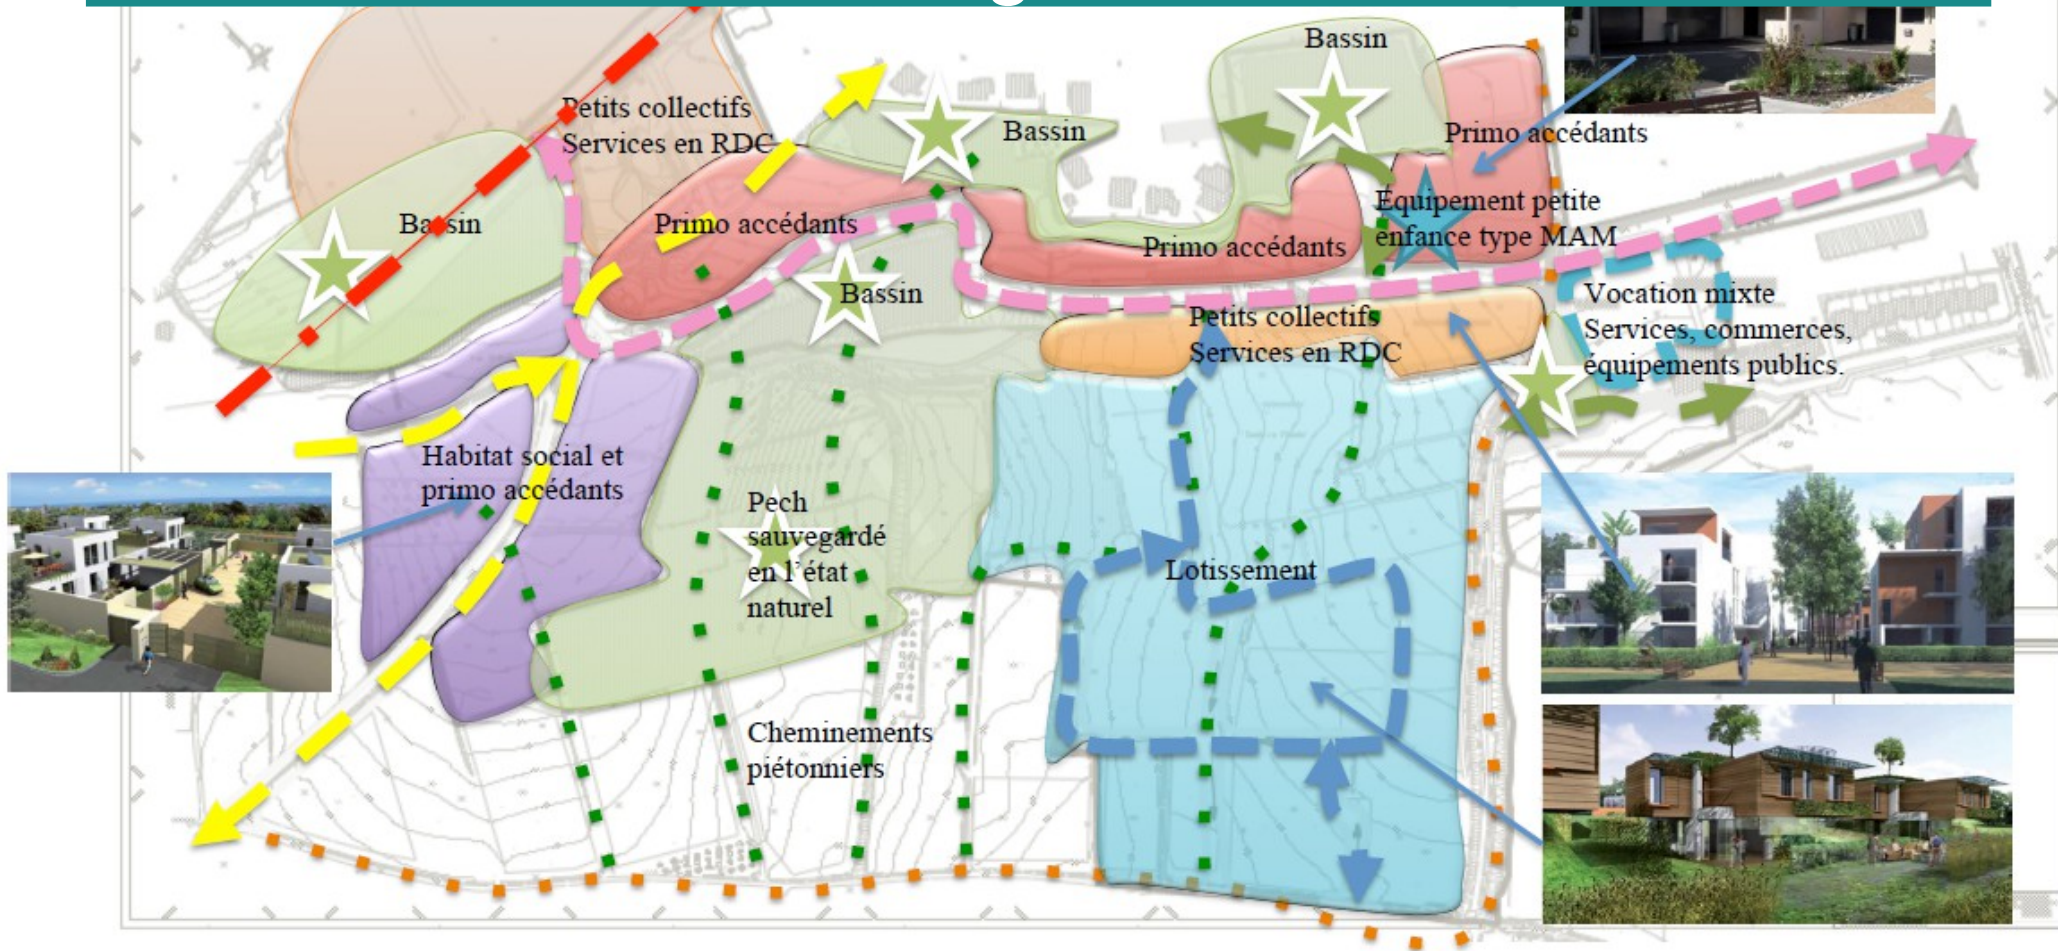 Bassin
Petits collectifs
Services en RDC
Bassin
Primo accédants
Bassin
Primo accédants
Équipement petite
enfance type MAM
Primo accédants
Bassin
Vocation mixte
Services, commerces,
équipements publics.
Petits collectifs
Services en RDC
Habitat social et
primo accédants
Pech
sauvegardé
en l'état
naturel
Lotissement
Cheminements
piétonniers